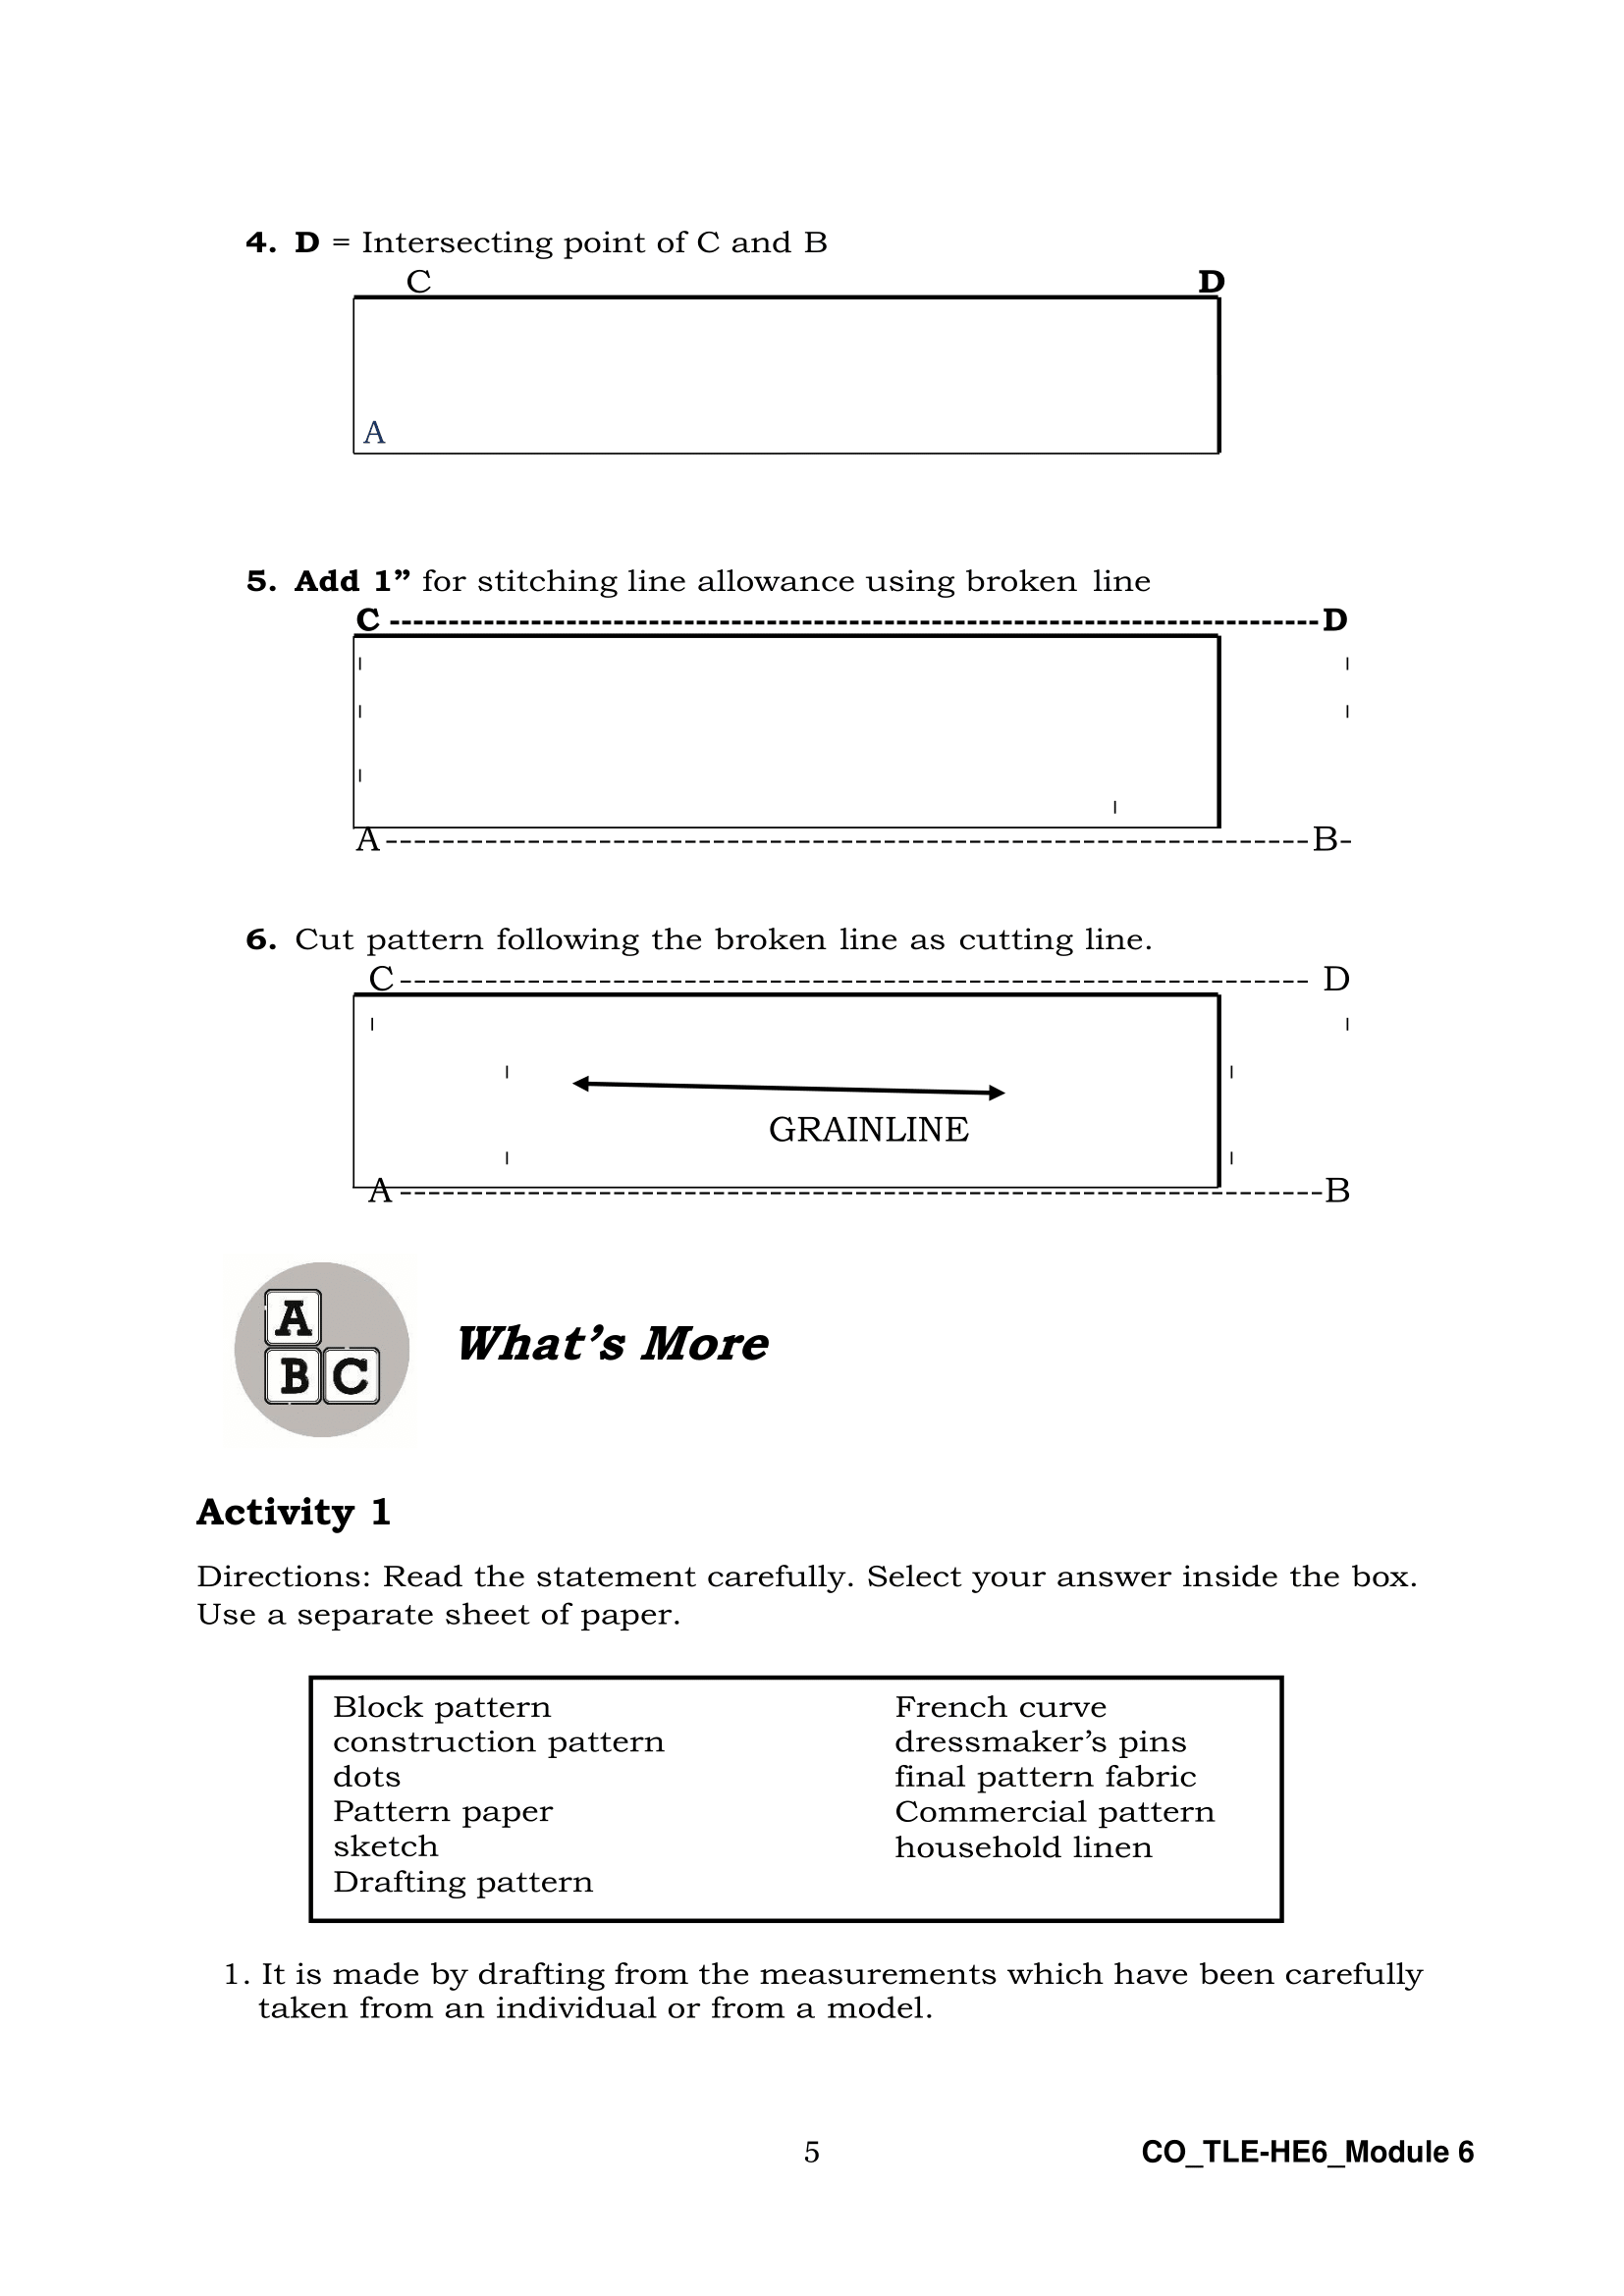 4. D = Intersecting point of C and B
C D
A
5. Add 1” for stitching line allowance using broken line
C ------------------------------------------------------------------------------- D
A ------------------------------------------------------------------------------- B-
6. Cut pattern following the broken line as cutting line.
C ------------------------------------------------------------------------------- D
GRAINLINE
A ------------------------------------------------------------------------------- B
A
B C
What’s More
Activity 1
Directions: Read the statement carefully. Select your answer inside the box.
Use a separate sheet of paper.
Block pattern
construction pattern
dots
Pattern paper
sketch
Drafting pattern
French curve
dressmaker’s pins
final pattern fabric
Commercial pattern
household linen
1. It is made by drafting from the measurements which have been carefully
taken from an individual or from a model.
5 CO_TLE-HE6_Module 6